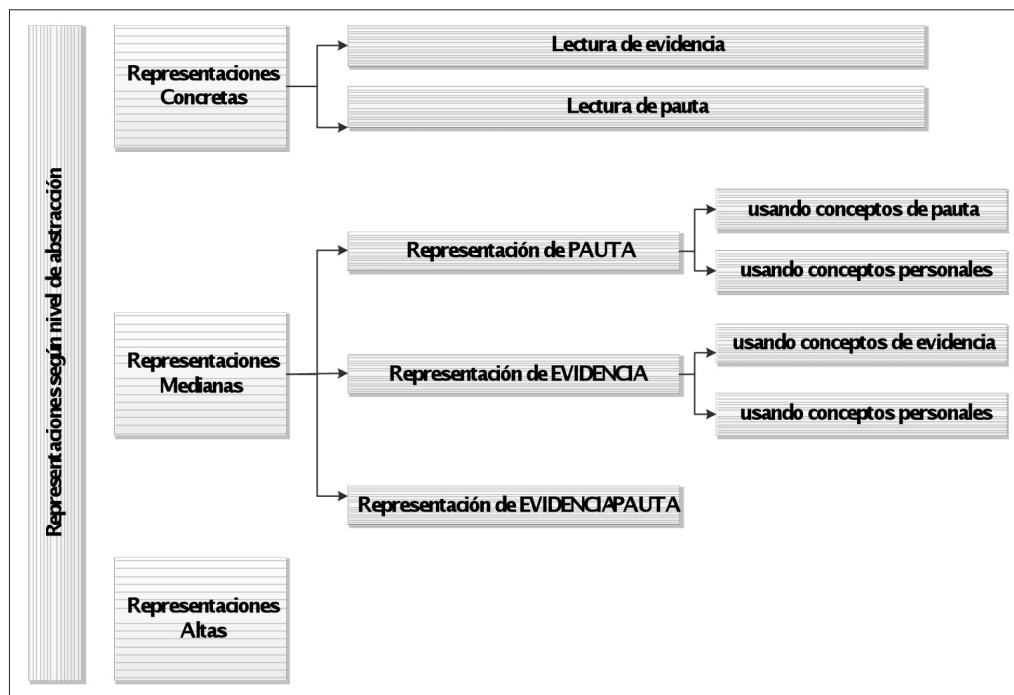 Representaciones según nivel de abstracción
Representaciones
Concretas
Lectura de evidencia
Lectura de pauta
Representaciones
Medianas
Representación de PAUTA
usando conceptos de pauta
usando conceptos personales
Representación de EVIDENCIA
usando conceptos de evidencia
usando conceptos personales
Representación de EVIDENCIAPAUTA
Representaciones
Altas